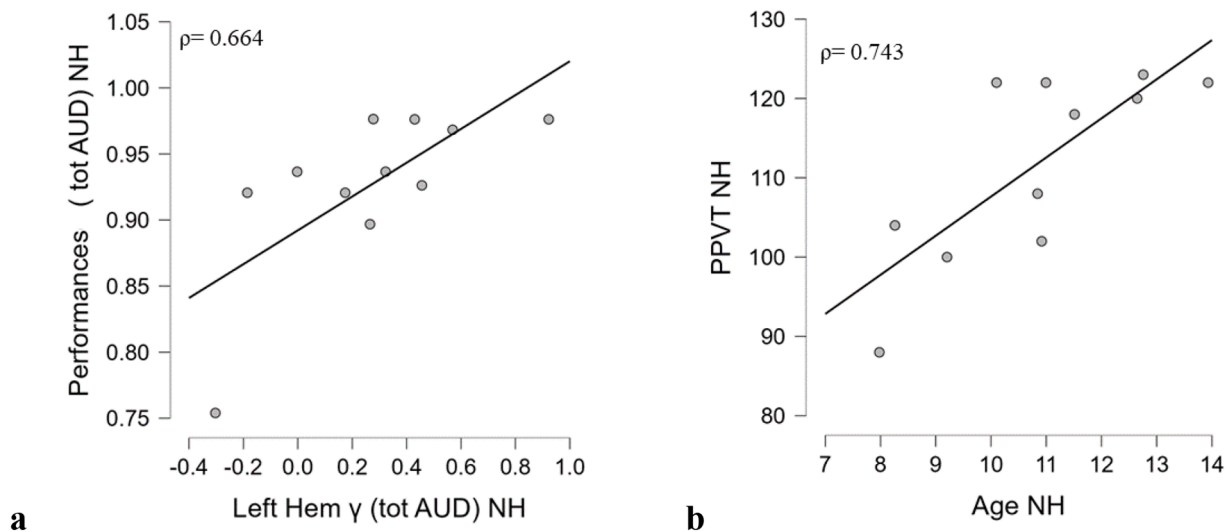 ρ= 0.664
Performances ( tot AUD) NH
1.05
1.00
0.95
0.90
0.85
0.80
0.75
-0.4 -0.2 0.0 0.2 0.4 0.6 0.8 1.0
Left Hem γ (tot AUD) NH
a
ρ= 0.743
PPVT NH
130
120
110
100
90
80
7 8 9 10 11 12 13 14
Age NH
b